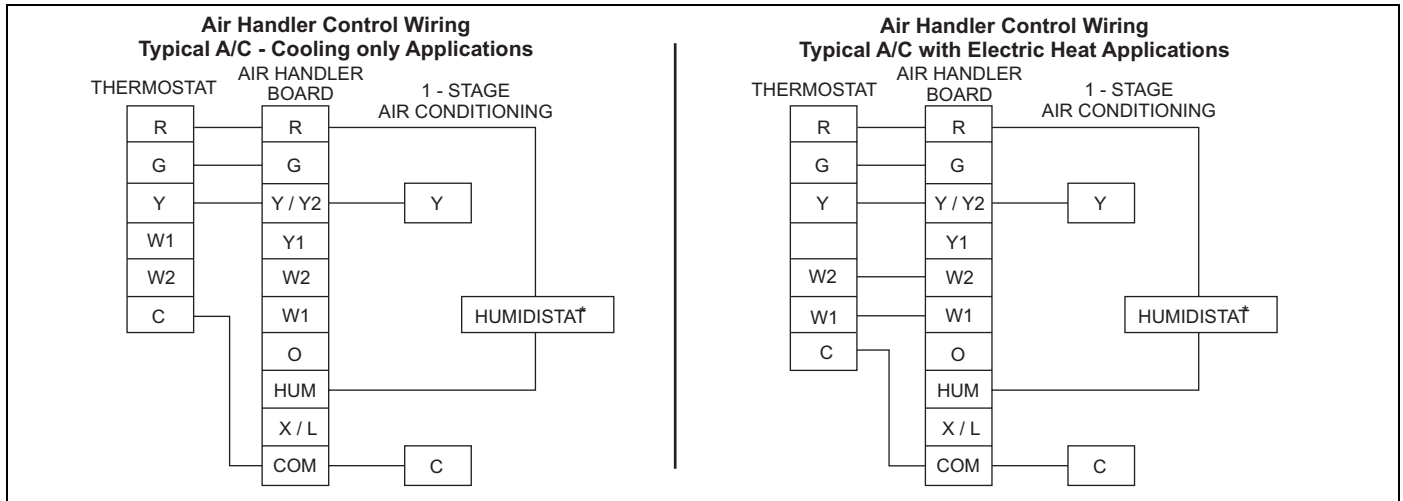 Air Handler Control Wiring
Typical A/C - Cooling only Applications
THERMOSTAT
AIR HANDLER
BOARD
1 - STAGE
AIR CONDITIONING
R
G
Y
W1
W2
C
R
G
Y / Y2
Y1
W2
W1
O
HUM
X / L
COM
Y
HUMIDISTAT*
C
Air Handler Control Wiring
Typical A/C with Electric Heat Applications
THERMOSTAT
AIR HANDLER
BOARD
1 - STAGE
AIR CONDITIONING
R
G
Y
W2
W1
C
R
G
Y / Y2
Y1
W2
W1
O
HUM
X / L
COM
Y
HUMIDISTAT*
C